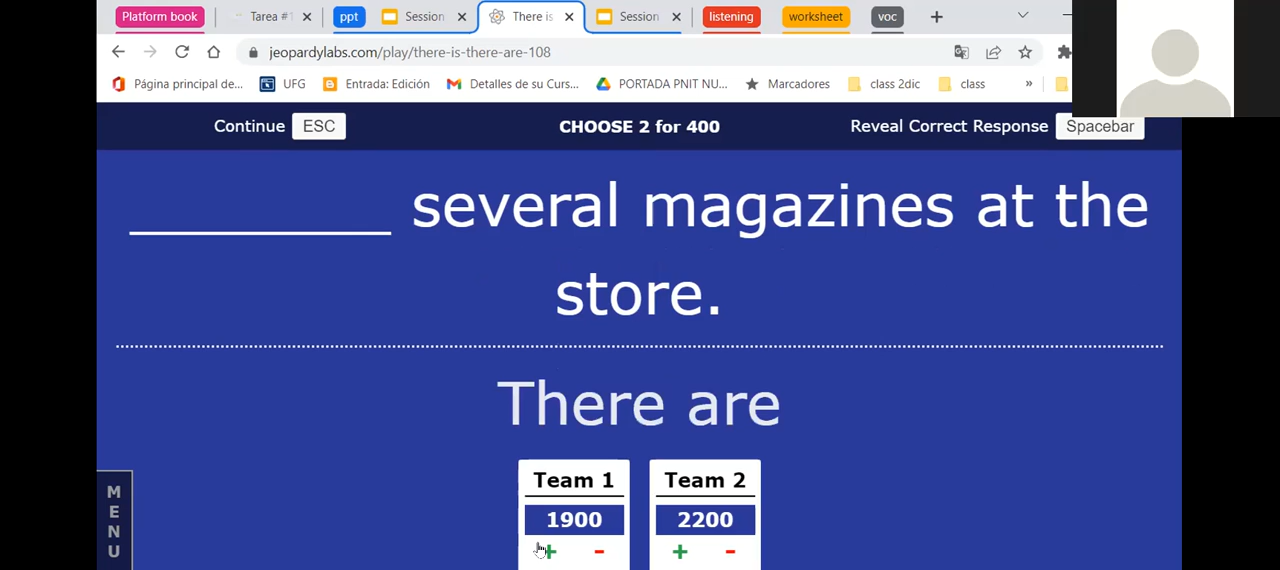 Platform book Tarea #1 ppt Session There is Session listening worksheet voc
jeopardylabs.com/play/there-is-there-are-108
Página principal de... UFG Entrada: Edición Detalles de su Curs... PORTADA PNIT NU... Marcadores class 2dic class »
Continue ESC CHOOSE 2 for 400 Reveal Correct Response Spacebar
__________ several magazines at the
store.
There are
Team 1 Team 2
1900 2200
+ - + -
MENU